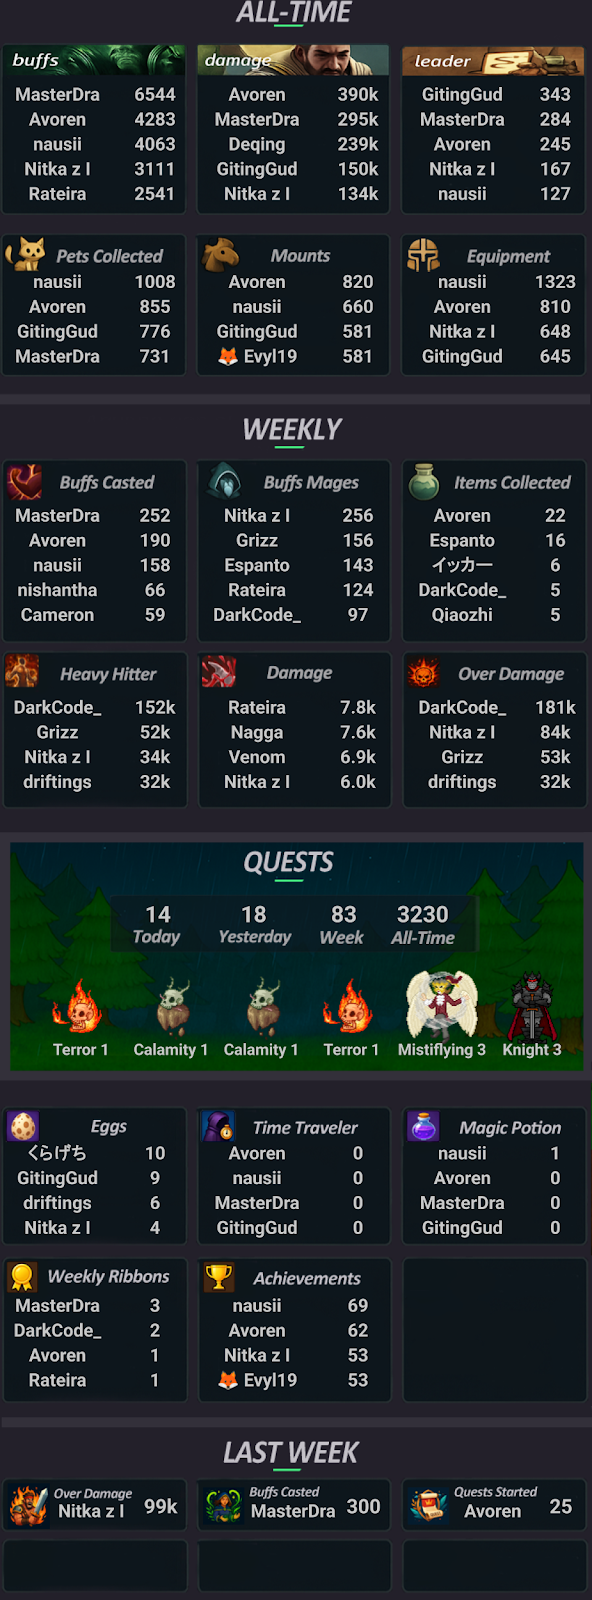 ALL-TIME
buffs
MasterDra 6544
Avoren 4283
nausii 4063
Nitka z l 3111
Rateira 2541
damage
Avoren 390k
MasterDra 295k
Deqing 239k
GitingGud 150k
Nitka z l 134k
leader
GitingGud 343
MasterDra 284
Avoren 245
Nitka z l 167
nausii 127
Pets Collected
nausii 1008
Avoren 855
GitingGud 776
MasterDra 731
Mounts
Avoren 820
nausii 660
GitingGud 581
🦊 Evyl19 581
Equipment
nausii 1323
Avoren 810
Nitka z l 648
GitingGud 645
WEEKLY
Buffs Casted
MasterDra 252
Avoren 190
nausii 158
nishantha 66
Cameron 59
Buffs Mages
Nitka z l 256
Grizz 156
Espanto 143
Rateira 124
DarkCode_ 97
Items Collected
Avoren 22
Espanto 16
イッカー 6
DarkCode_ 5
Qiaozhi 5
Heavy Hitter
DarkCode_ 152k
Grizz 52k
Nitka z l 34k
driftings 32k
Damage
Rateira 7.8k
Nagga 7.6k
Venom 6.9k
Nitka z l 6.0k
Over Damage
DarkCode_ 181k
Nitka z l 84k
Grizz 53k
driftings 32k
QUESTS
14 18 83 3230
Today Yesterday Week All-Time
Terror 1 Calamity 1 Calamity 1 Terror 1 Mistiflying 3 Knight 3
Eggs
くらげち 10
GitingGud 9
driftings 6
Nitka z l 4
Time Traveler
Avoren 0
nausii 0
MasterDra 0
GitingGud 0
Magic Potion
nausii 1
Avoren 0
MasterDra 0
GitingGud 0
Weekly Ribbons
MasterDra 3
DarkCode_ 2
Avoren 1
Rateira 1
Achievements
nausii 69
Avoren 62
Nitka z l 53
🦊 Evyl19 53
LAST WEEK
Over Damage
Nitka z l 99k
Buffs Casted
MasterDra 300
Quests Started
Avoren 25